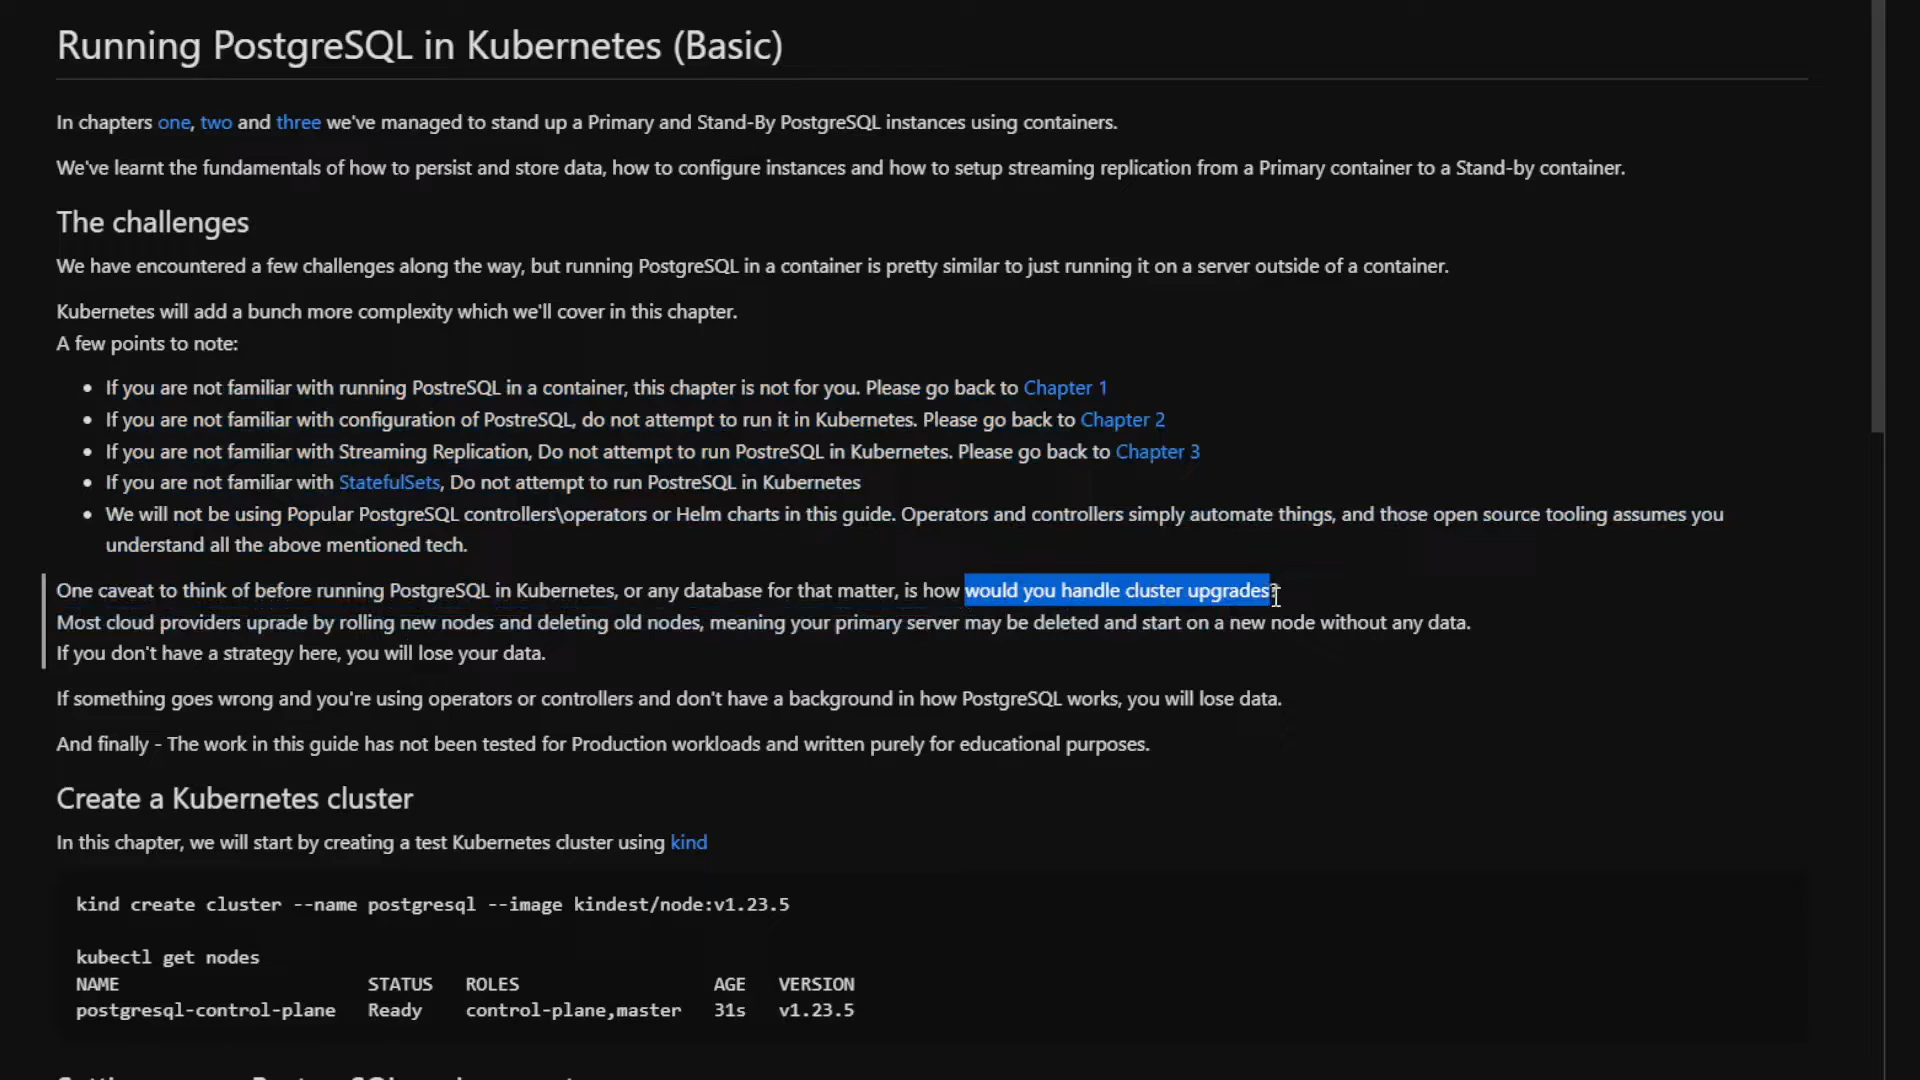 Running PostgreSQL in Kubernetes (Basic)
In chapters one, two and three we've managed to stand up a Primary and Stand-By PostgreSQL instances using containers.
We've learnt the fundamentals of how to persist and store data, how to configure instances and how to setup streaming replication from a Primary container to a Stand-by container.
The challenges
We have encountered a few challenges along the way, but running PostgreSQL in a container is pretty similar to just running it on a server outside of a container.
Kubernetes will add a bunch more complexity which we'll cover in this chapter.
A few points to note:
• If you are not familiar with running PostreSQL in a container, this chapter is not for you. Please go back to Chapter 1
• If you are not familiar with configuration of PostreSQL, do not attempt to run it in Kubernetes. Please go back to Chapter 2
• If you are not familiar with Streaming Replication, Do not attempt to run PostreSQL in Kubernetes. Please go back to Chapter 3
• If you are not familiar with StatefulSets, Do not attempt to run PostreSQL in Kubernetes
• We will not be using Popular PostgreSQL controllers\operators or Helm charts in this guide. Operators and controllers simply automate things, and those open source tooling assumes you
understand all the above mentioned tech.
One caveat to think of before running PostgreSQL in Kubernetes, or any database for that matter, is how would you handle cluster upgrades?
Most cloud providers uprade by rolling new nodes and deleting old nodes, meaning your primary server may be deleted and start on a new node without any data.
If you don't have a strategy here, you will lose your data.
If something goes wrong and you're using operators or controllers and don't have a background in how PostgreSQL works, you will lose data.
And finally - The work in this guide has not been tested for Production workloads and written purely for educational purposes.
Create a Kubernetes cluster
In this chapter, we will start by creating a test Kubernetes cluster using kind
kind create cluster --name postgresql --image kindest/node:v1.23.5
kubectl get nodes
NAME STATUS ROLES AGE VERSION
postgresql-control-plane Ready control-plane,master 31s v1.23.5